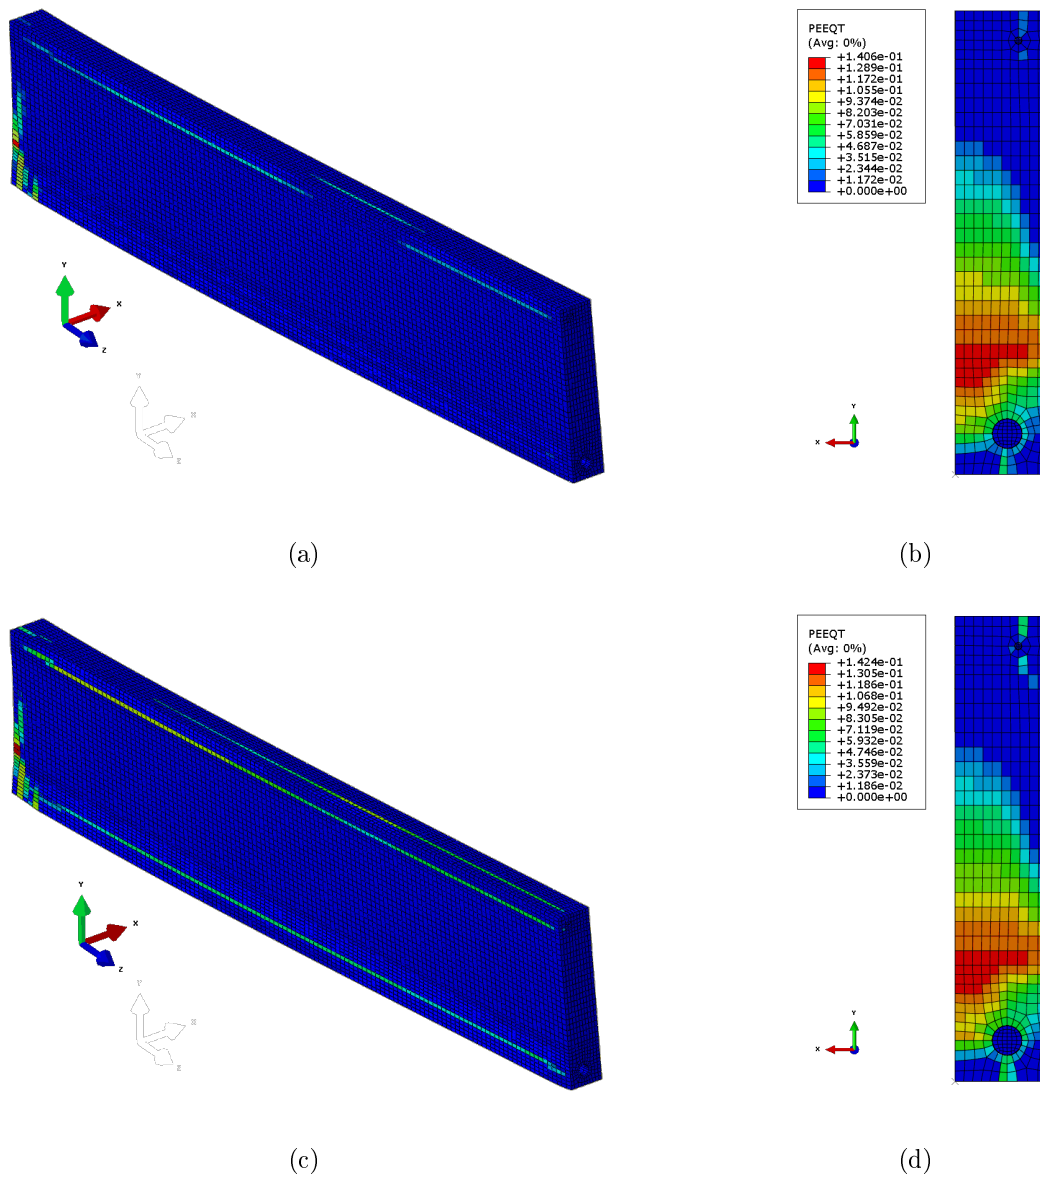 Y
X
Z
Y
X
Z
(a)
PEEQT
(Avg: 0%)
+1.406e-01
+1.289e-01
+1.172e-01
+1.055e-01
+9.374e-02
+8.203e-02
+7.031e-02
+5.859e-02
+4.687e-02
+3.515e-02
+2.344e-02
+1.172e-02
+0.000e+00
Y
X
(b)
Y
X
Z
Y
X
Z
(c)
PEEQT
(Avg: 0%)
+1.424e-01
+1.305e-01
+1.186e-01
+1.068e-01
+9.492e-02
+8.305e-02
+7.119e-02
+5.932e-02
+4.746e-02
+3.559e-02
+2.373e-02
+1.186e-02
+0.000e+00
Y
X
(d)